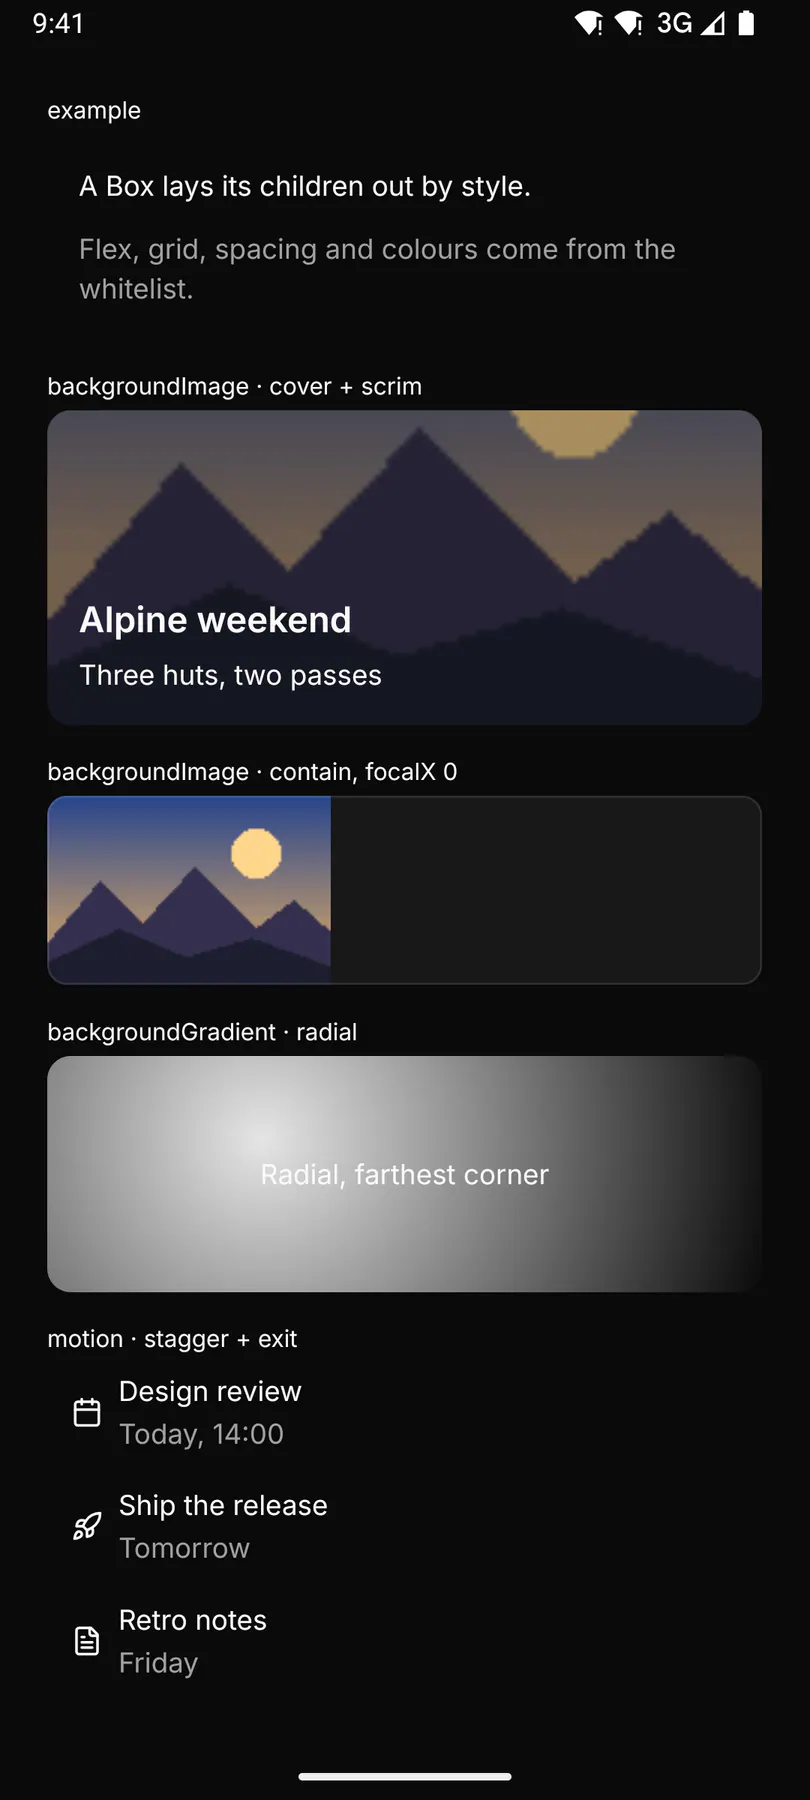 9:41
3G
example
A Box lays its children out by style.
Flex, grid, spacing and colours come from the
whitelist.
backgroundImage · cover + scrim
Alpine weekend
Three huts, two passes
backgroundImage · contain, focalX 0
backgroundGradient · radial
Radial, farthest corner
motion · stagger + exit
Design review
Today, 14:00
Ship the release
Tomorrow
Retro notes
Friday